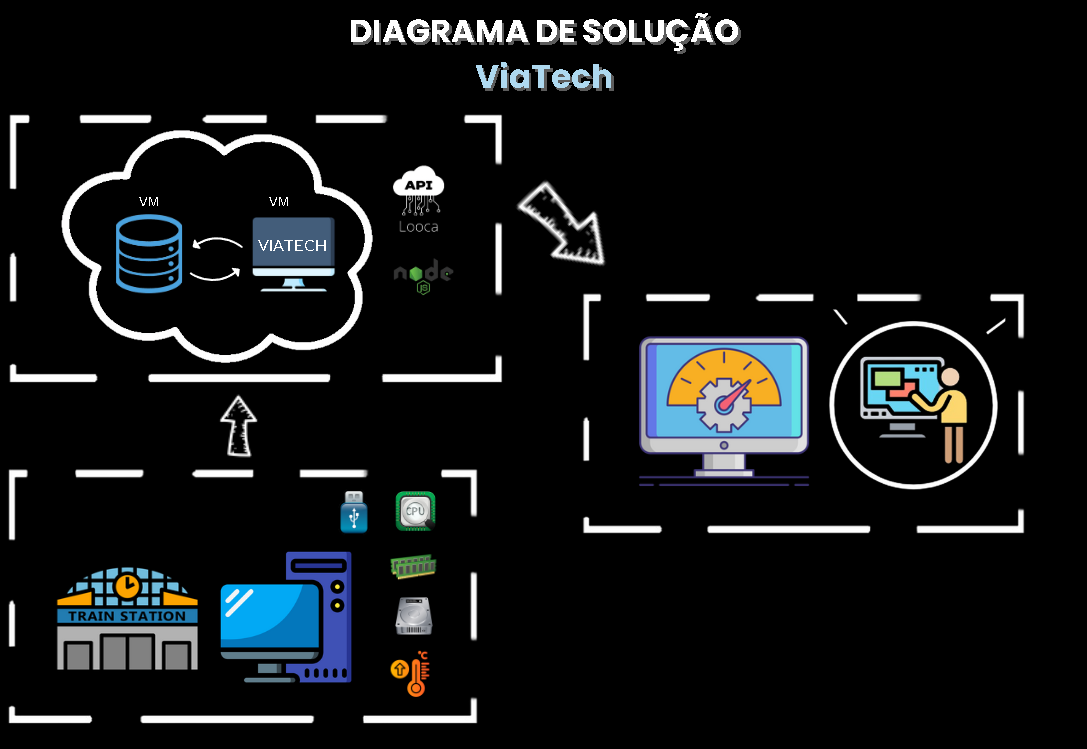 DIAGRAMA DE SOLUÇÃO
ViaTech
VM
VM
VIATECH
API
Looca
node
JS
CPU
TRAIN STATION